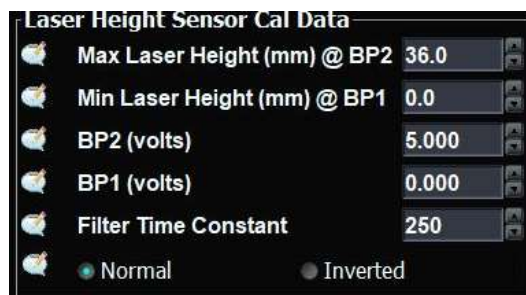 Laser Height Sensor Cal Data
Max Laser Height (mm) @ BP2 36.0
Min Laser Height (mm) @ BP1 0.0
BP2 (volts) 5.000
BP1 (volts) 0.000
Filter Time Constant 250
Normal Inverted